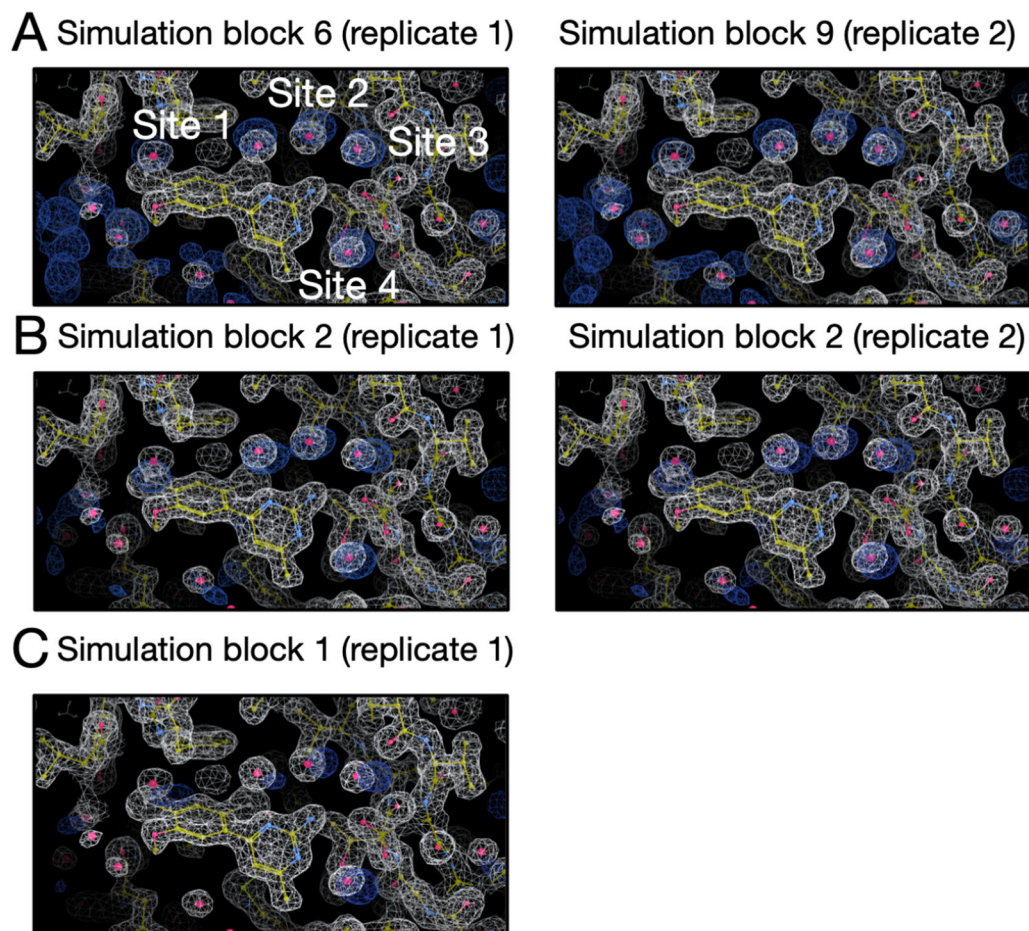 A Simulation block 6 (replicate 1) Simulation block 9 (replicate 2)
Site 2
Site 1
Site 3
Site 4
B Simulation block 2 (replicate 1) Simulation block 2 (replicate 2)
C Simulation block 1 (replicate 1)